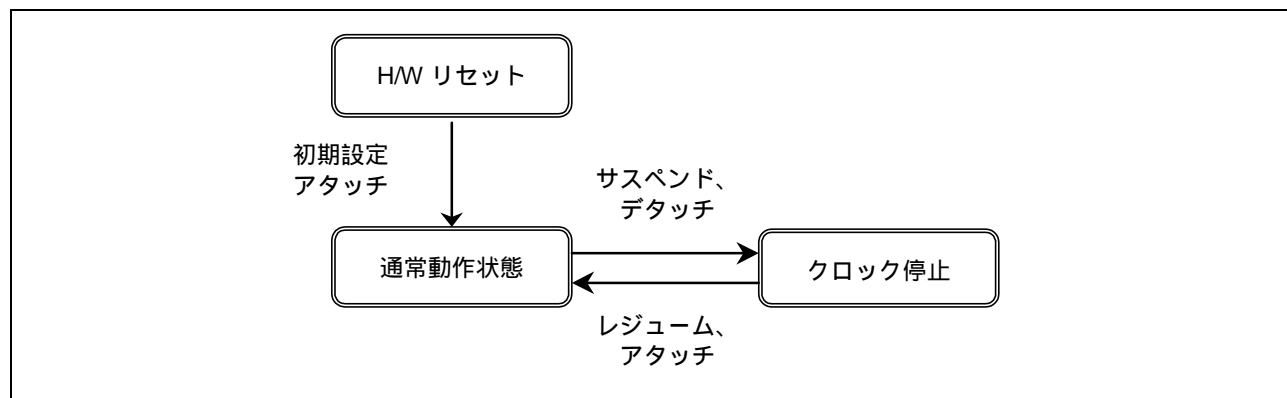 H/W リセット
初期設定
アタッチ
サスペンド、
デタッチ
通常動作状態
クロック停止
レジューム、
アタッチ